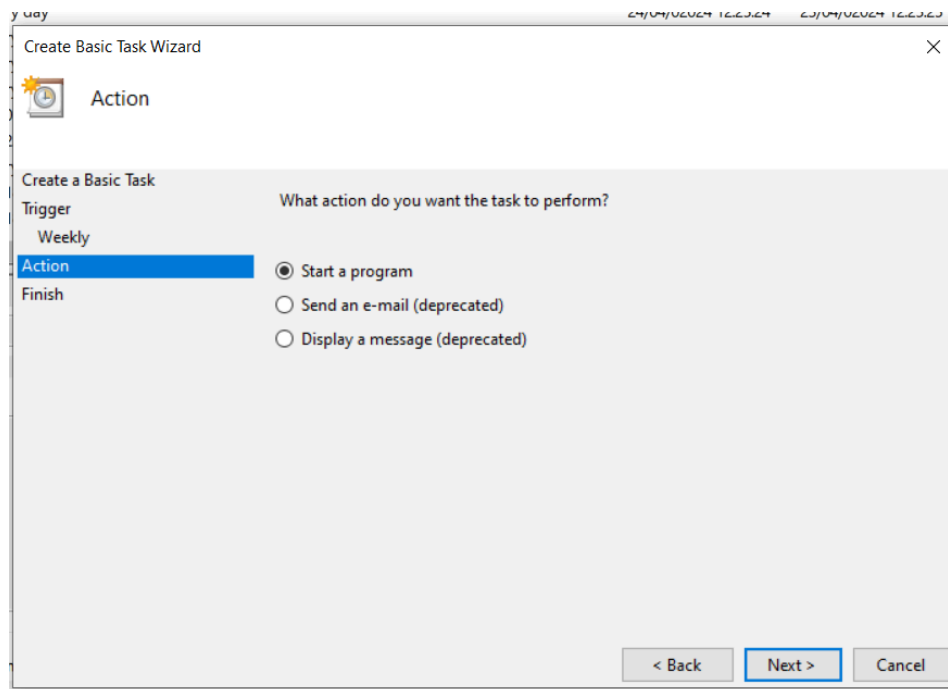 y day
Create Basic Task Wizard
Action
Create a Basic Task
Trigger
Weekly
Action
Finish
What action do you want the task to perform?
Start a program
Send an e-mail (deprecated)
Display a message (deprecated)
< Back
Next >
Cancel